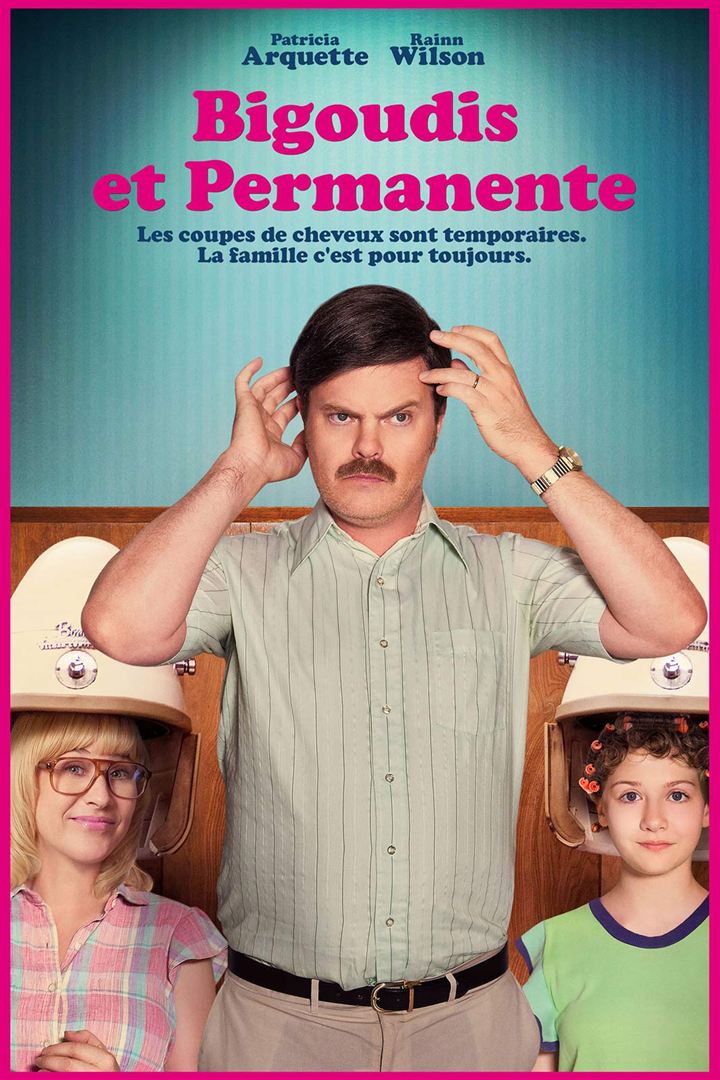 Patricia Arquette
Rainn Wilson
Bigoudis
et Permanente
Les coupes de cheveux sont temporaires.
La famille c'est pour toujours.